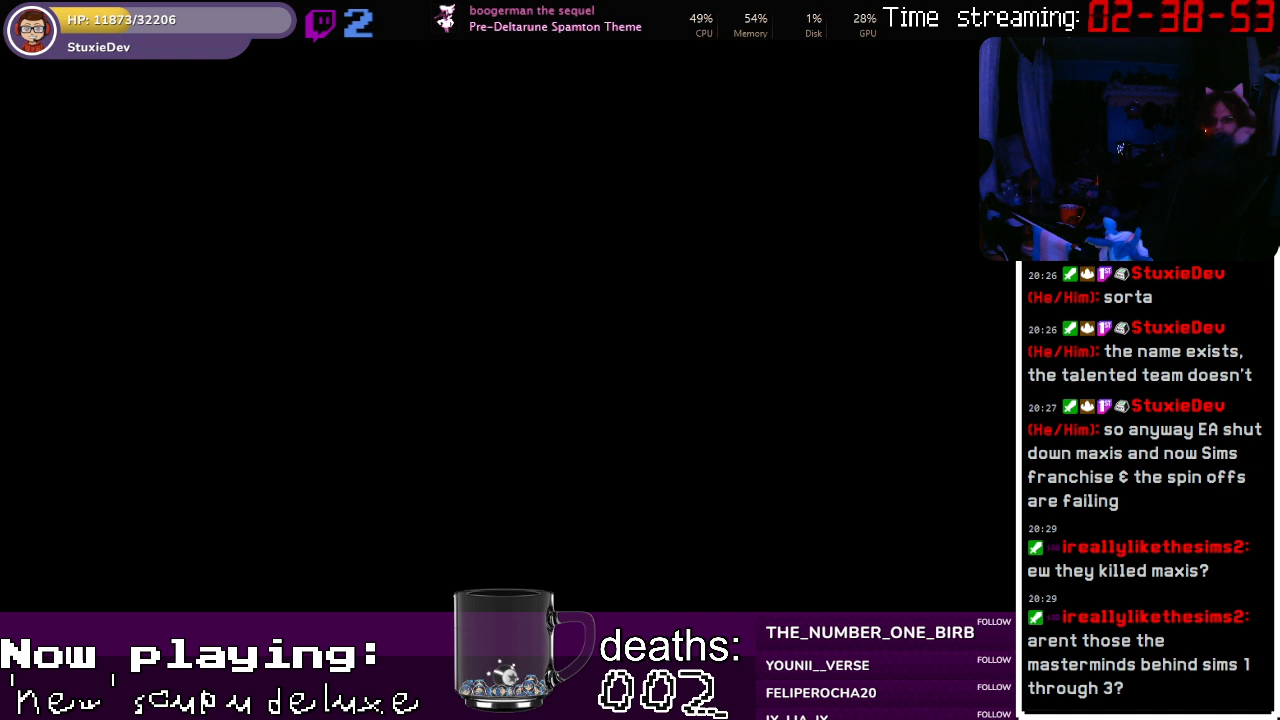 HP: 11873/32206
StuxieDev
2
boogerman the sequel
Pre-Deltarune Spamton Theme
49% 54% 1% 28%
CPU Memory Disk GPU
Time streaming: 02-38-53
20:26 StuxieDev
(He/Him): sorta
20:26 StuxieDev
(He/Him): the name exists,
the talented team doesn't
20:27 StuxieDev
(He/Him): so anyway EA shut
down maxis and now Sims
franchise & the spin offs
are failing
20:29
ireallylikethesims2:
ew they killed maxis?
20:29
ireallylikethesims2:
arent those the
masterminds behind sims 1
through 3?
Now playing:
'new' soupy deluxe
deaths:
002
THE_NUMBER_ONE_BIRB FOLLOW
YOUNII__VERSE FOLLOW
FELIPEROCHA20 FOLLOW
FOLLOW